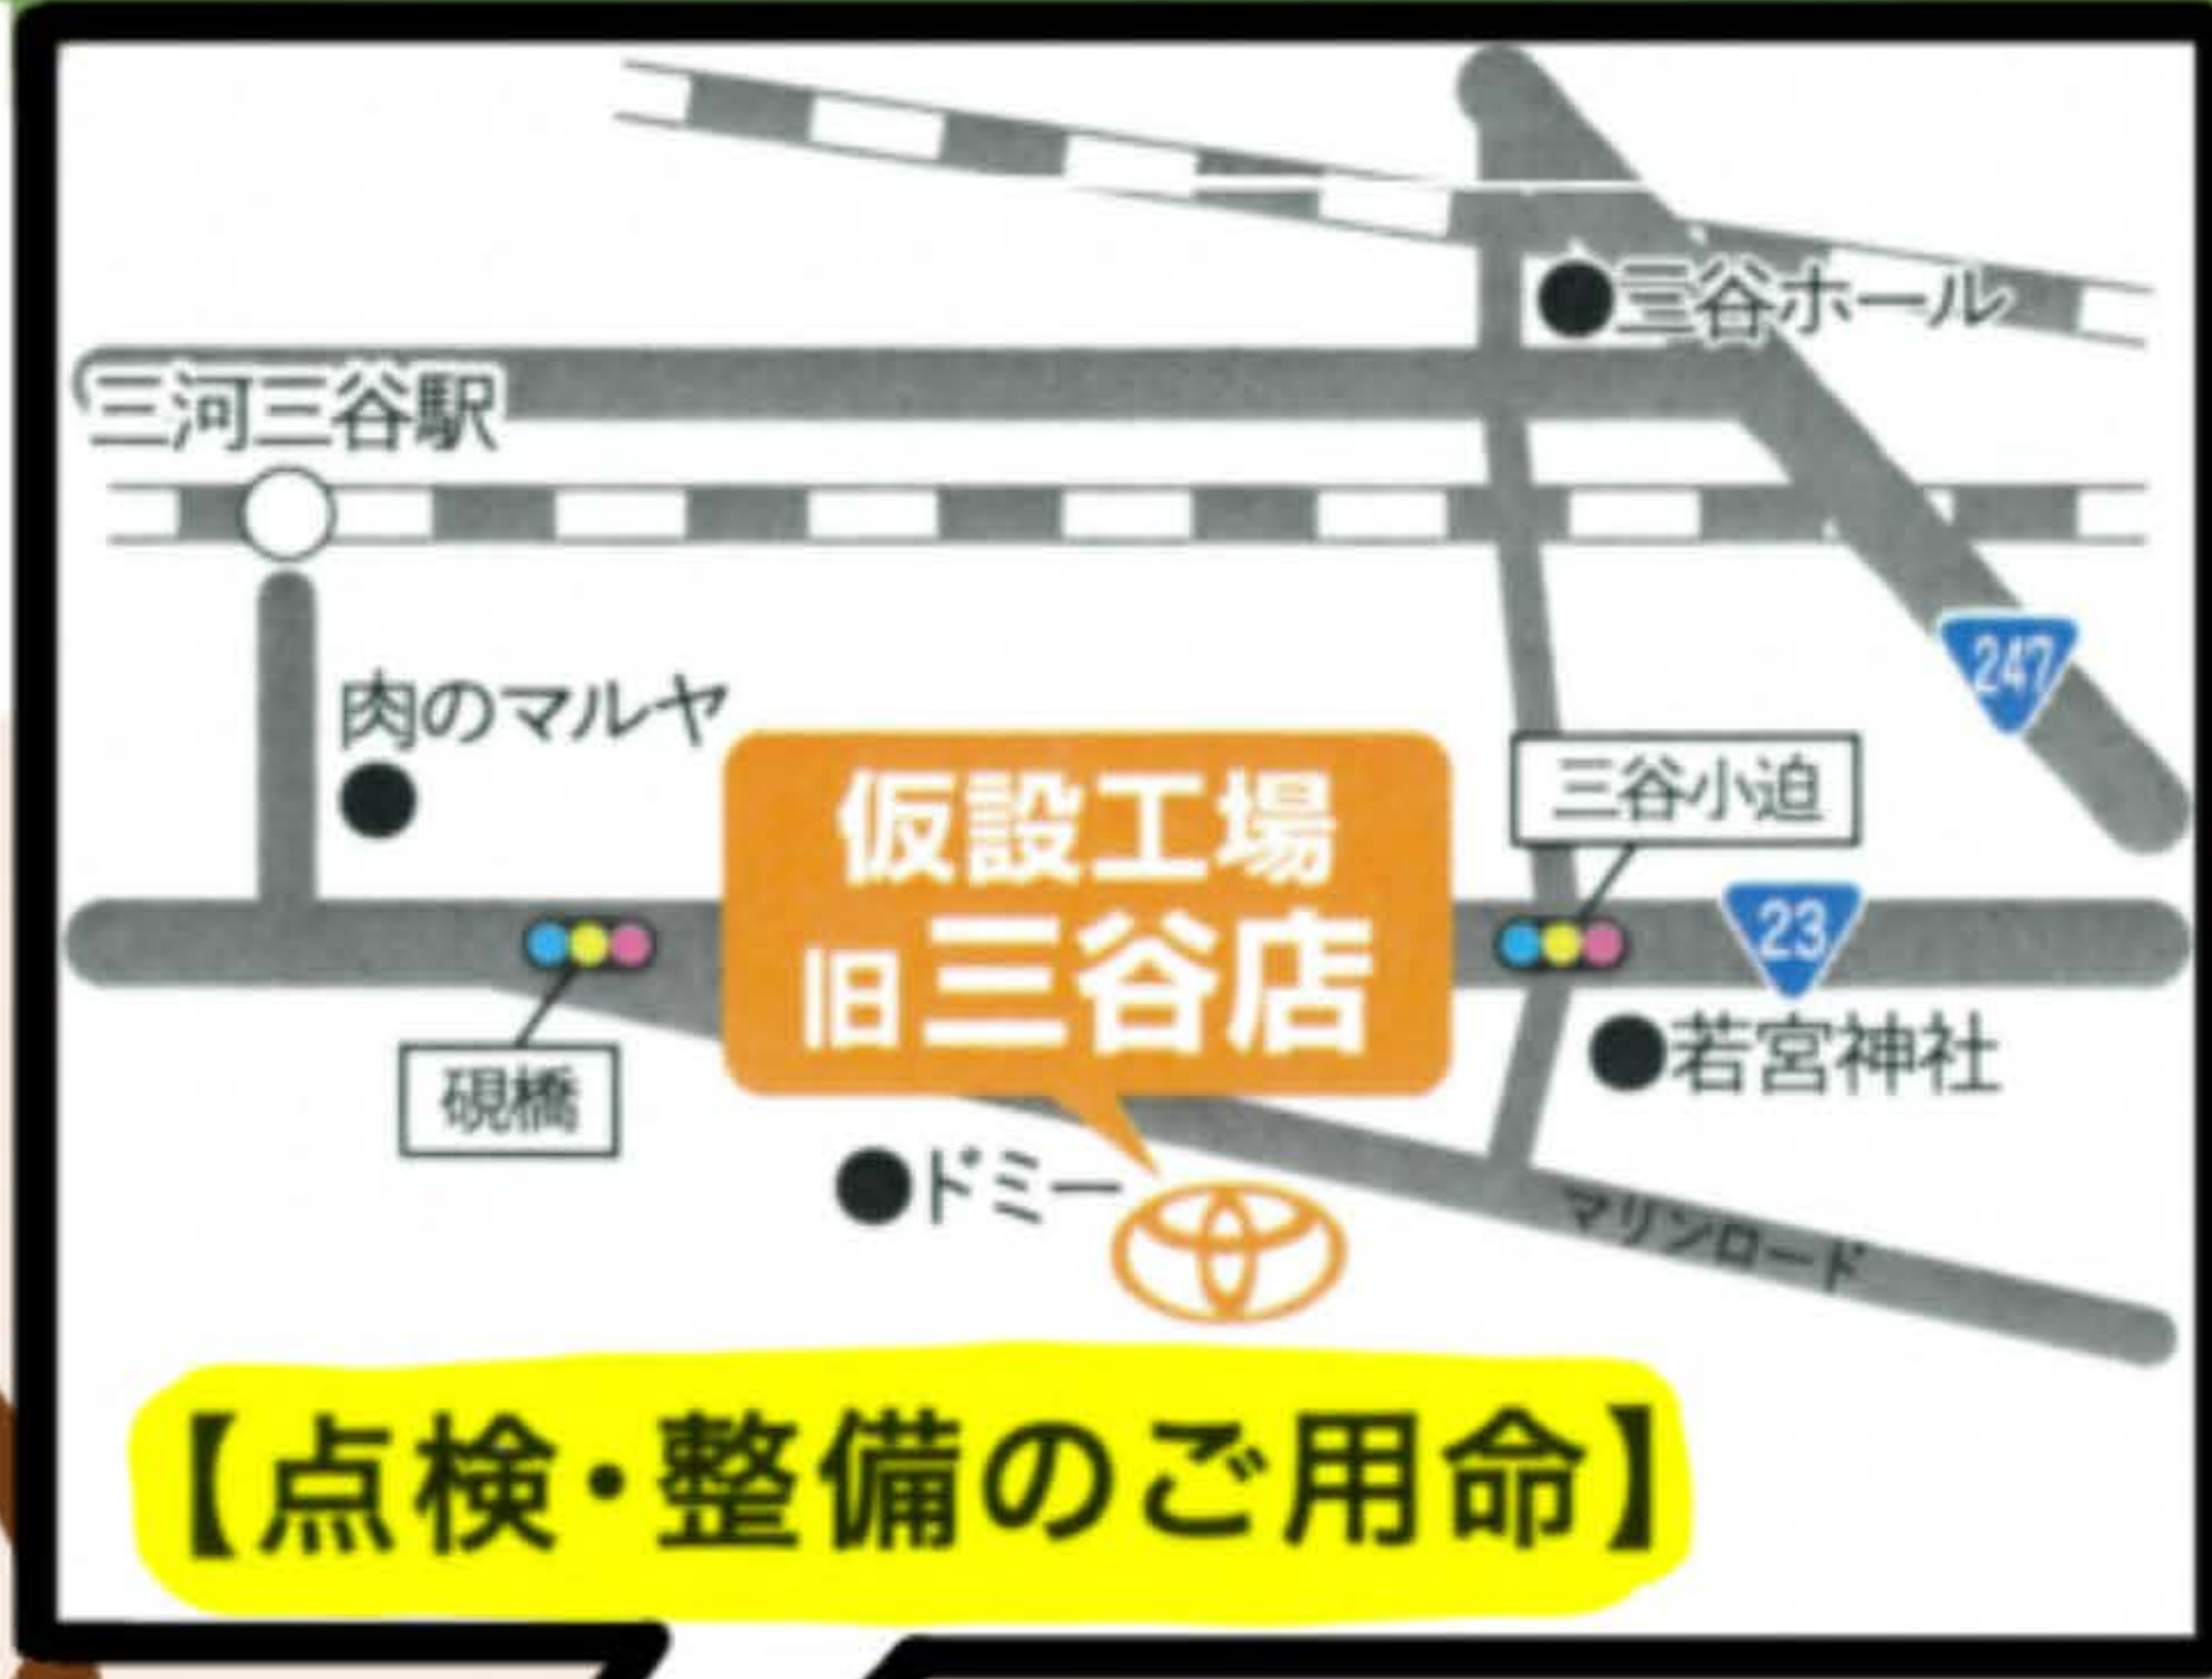 三谷ホール
三河三谷駅
247
肉のマルヤ
仮設工場
旧三谷店
三谷小迫
23
若宮神社
硯橋
ドミー
マリンロード
【点検・整備のご用命】